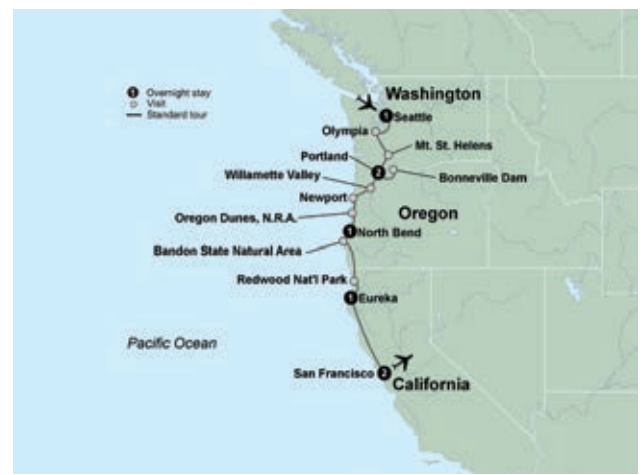 1 Overnight stay
Visit
Standard tour
Washington
1 Seattle
Olympia
Mt. St. Helens
Portland 2
Willamette Valley
Bonneville Dam
Newport
Oregon Dunes, N.R.A.
Oregon
1 North Bend
Bandon State Natural Area
Redwood Nat'l Park
1 Eureka
Pacific Ocean
San Francisco 2
California